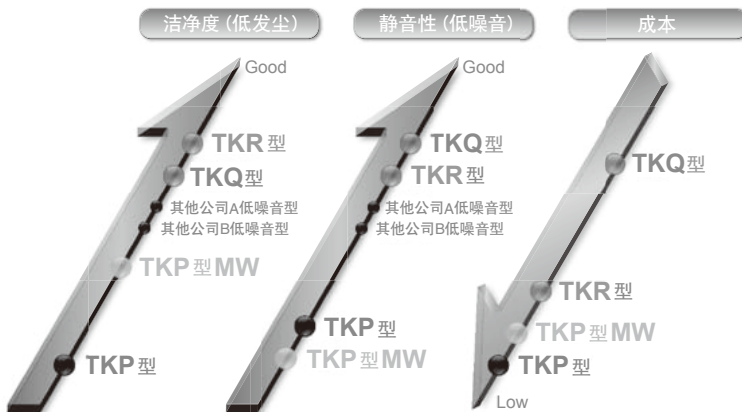 洁净度 (低发尘)
Good
TKR型
TKQ型
其他公司A低噪音型
其他公司B低噪音型
TKP型MW
TKP型
静音性 (低噪音)
Good
TKQ型
TKR型
其他公司A低噪音型
其他公司B低噪音型
TKP型
TKP型MW
成本
TKQ型
TKR型
TKP型MW
TKP型
Low